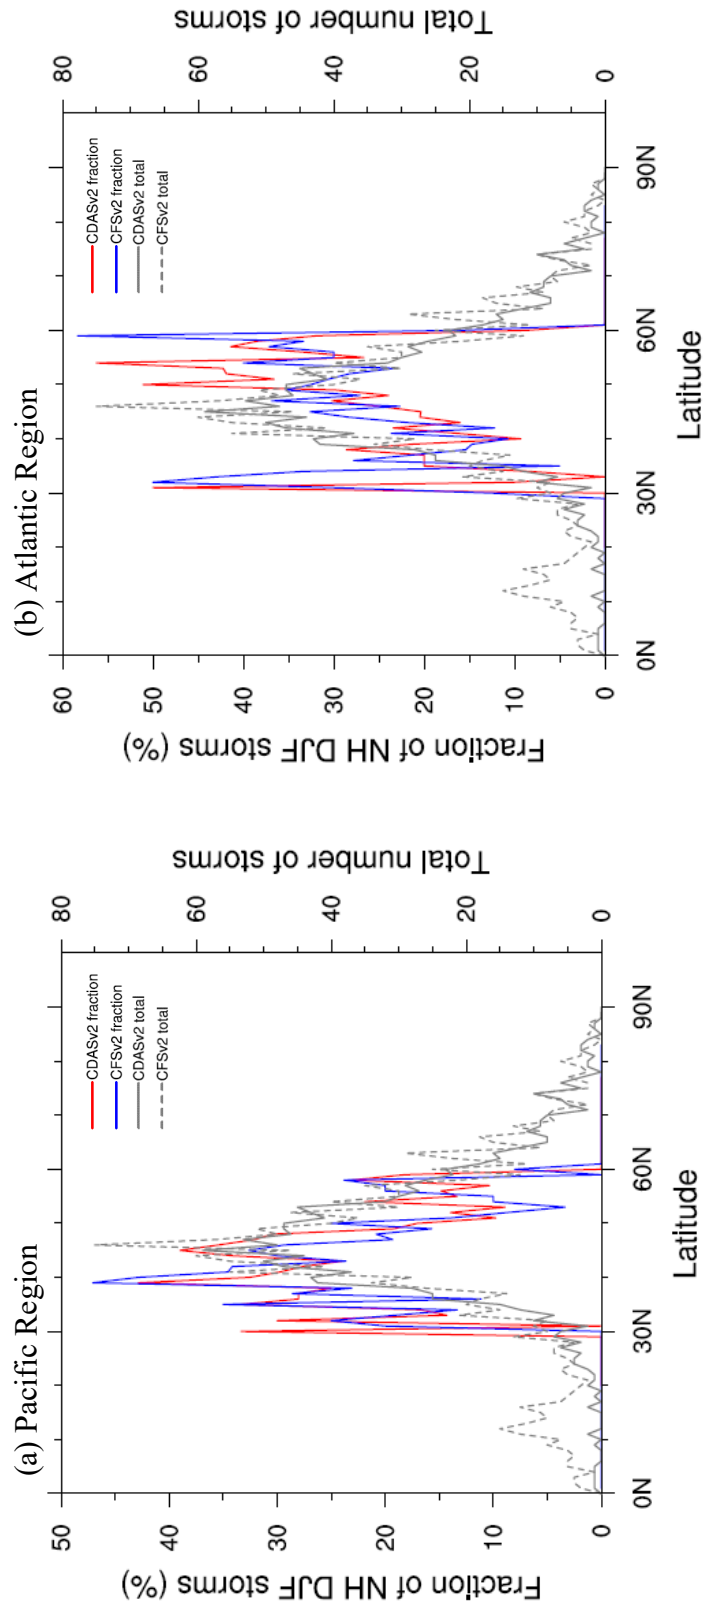 (a) Pacific Region
Fraction of NH DJF storms (%)
50
40
30
20
10
0
0N
30N
60N
90N
Latitude
Total number of storms
80
60
40
20
0
CDASv2 fraction
CFSv2 fraction
CDASv2 total
CFSv2 total
(b) Atlantic Region
Fraction of NH DJF storms (%)
60
50
40
30
20
10
0
0N
30N
60N
90N
Latitude
Total number of storms
80
60
40
20
0
CDASv2 fraction
CFSv2 fraction
CDASv2 total
CFSv2 total